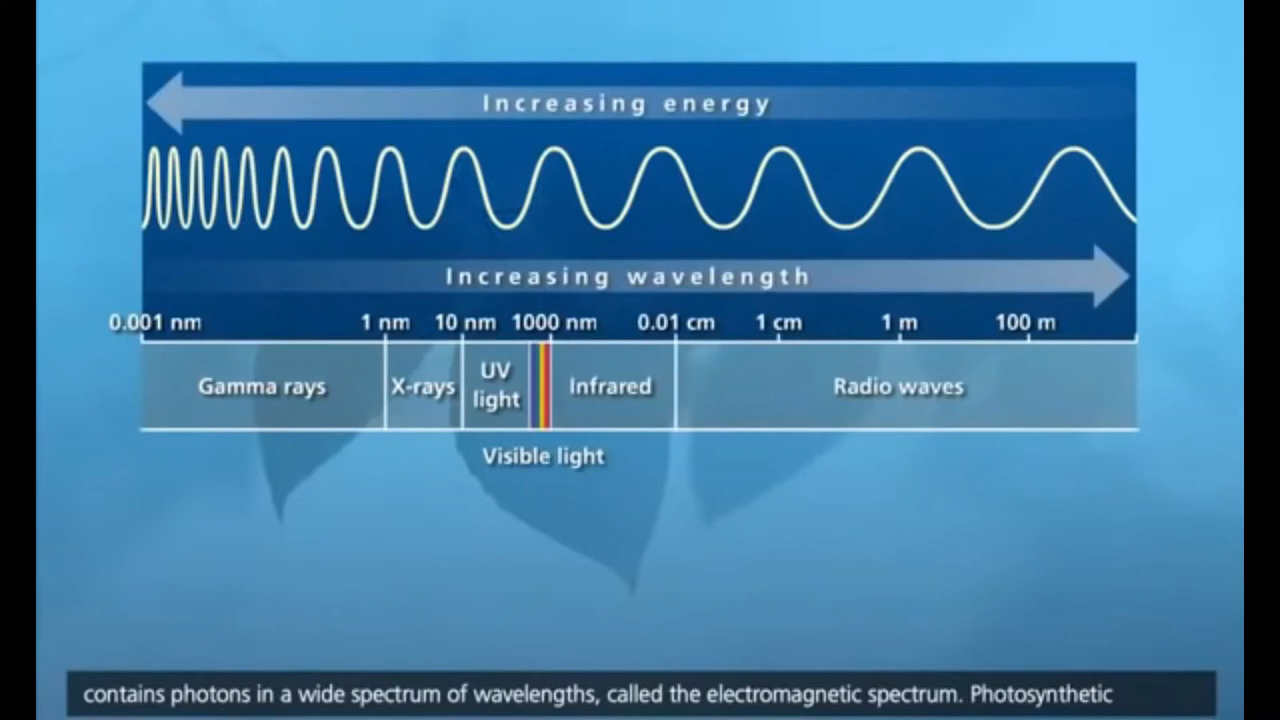 Increasing energy
Increasing wavelength
0.001 nm 1 nm 10 nm 1000 nm 0.01 cm 1 cm 1 m 100 m
Gamma rays X-rays UV light Infrared Radio waves
Visible light
contains photons in a wide spectrum of wavelengths, called the electromagnetic spectrum. Photosynthetic